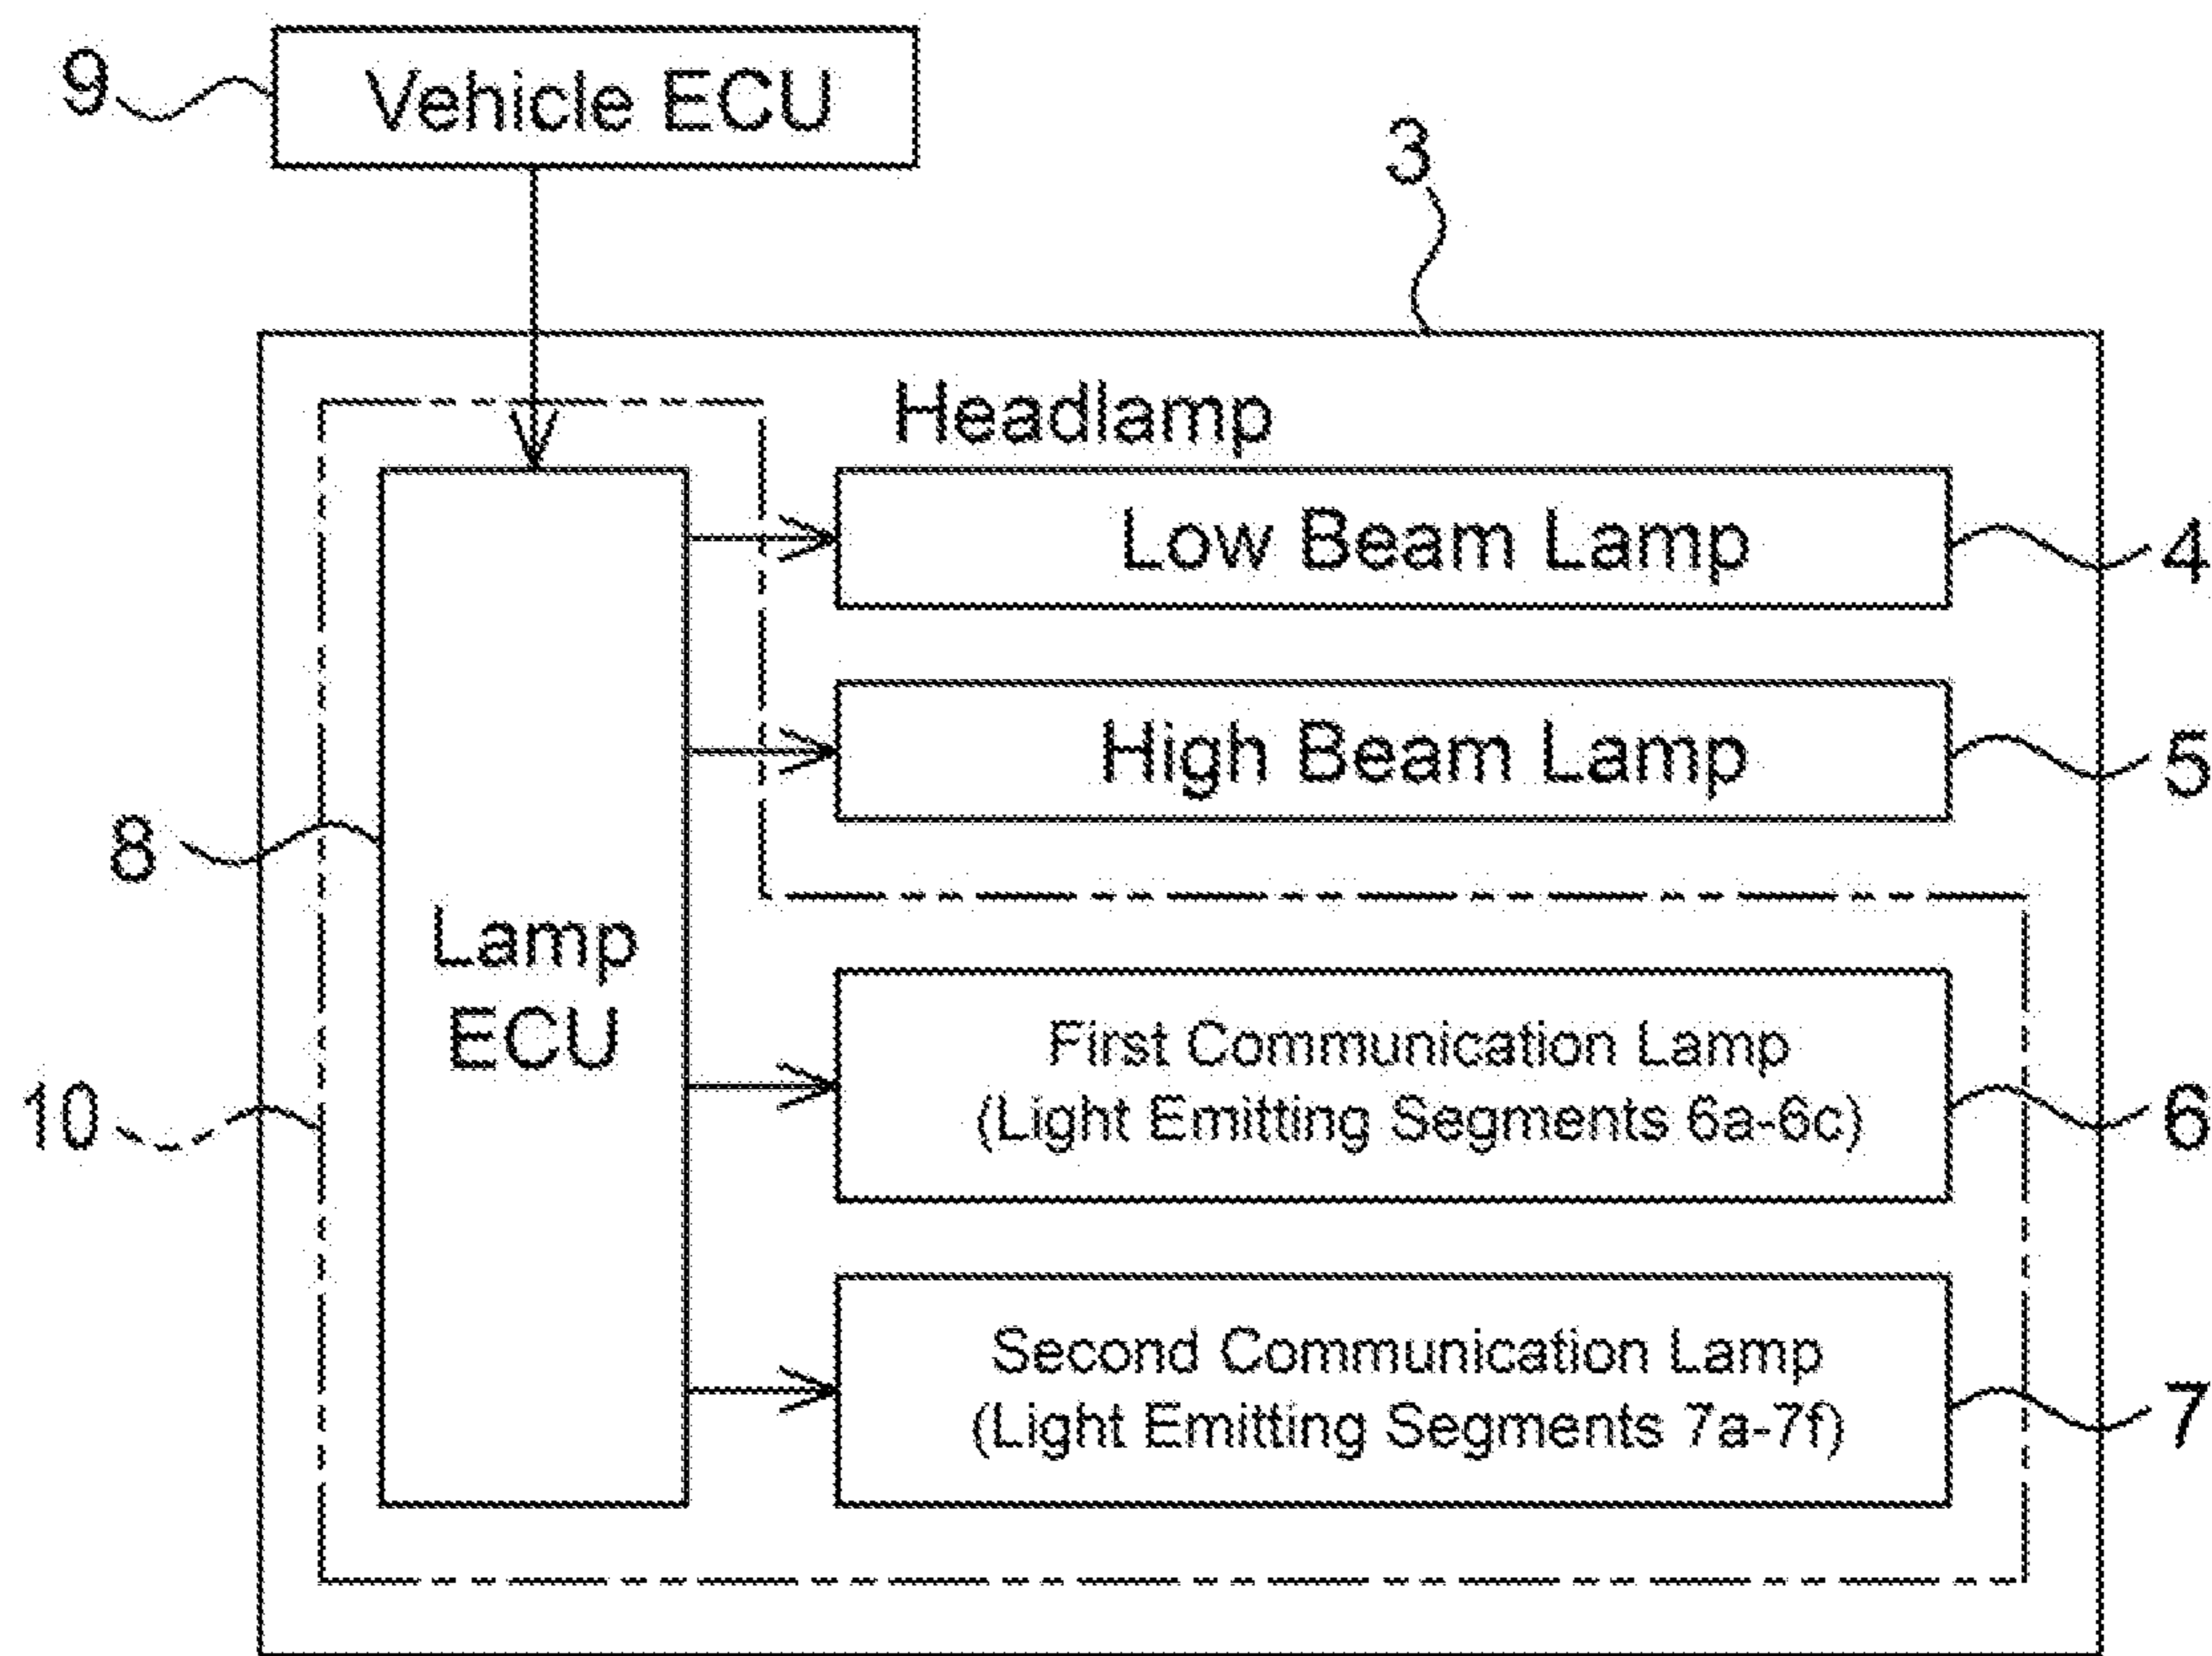 9
Vehicle ECU
3
Headlamp
Low Beam Lamp
4
High Beam Lamp
5
8
Lamp
ECU
First Communication Lamp
(Light Emitting Segments 6a-6c)
6
10
Second Communication Lamp
(Light Emitting Segments 7a-7f)
7